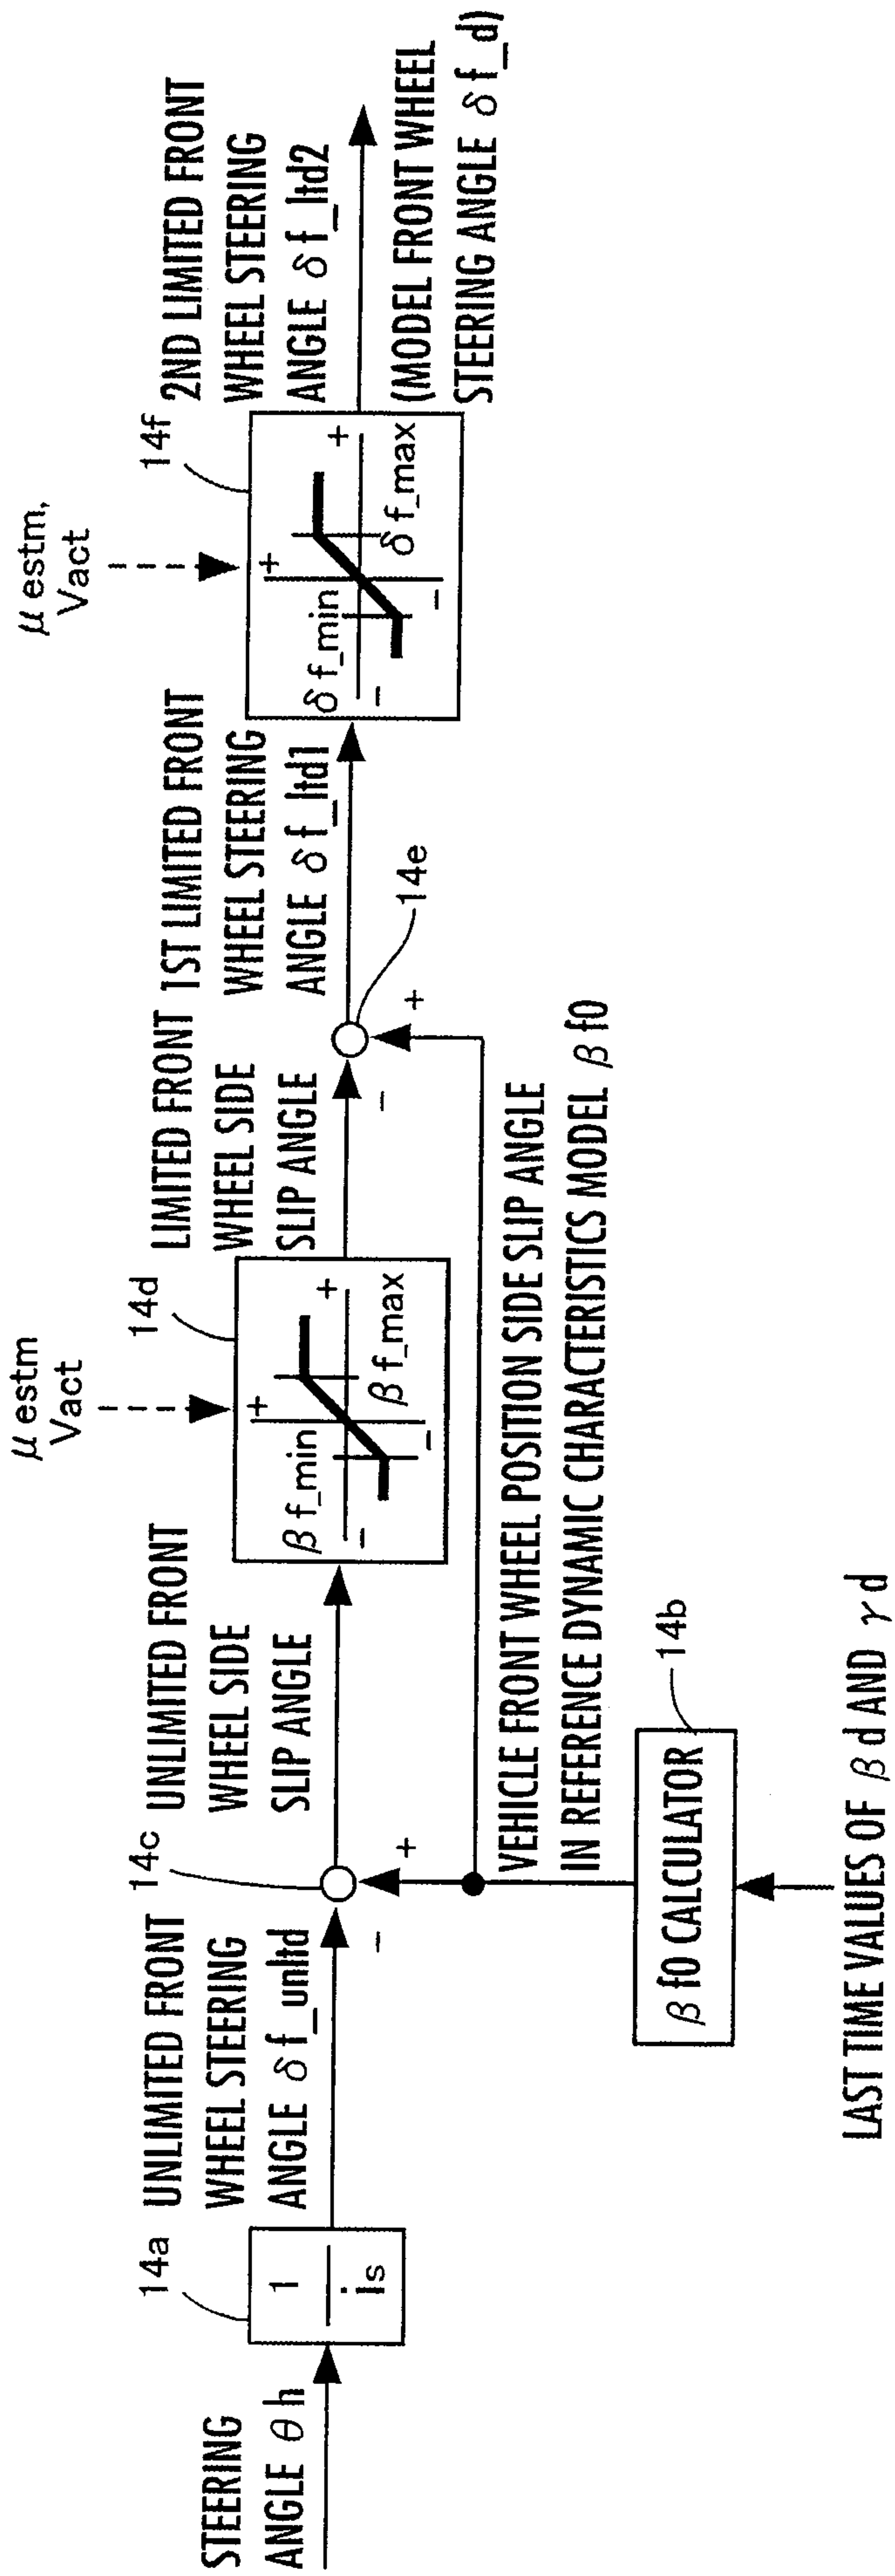 STEERING
ANGLE θh
14a
1
is
UNLIMITED FRONT
WHEEL STEERING
ANGLE δf_unltd
14c
−
+
UNLIMITED FRONT
WHEEL SIDE
SLIP ANGLE
μestm
Vact
14d
+
βf_min
−
+
βf_max
−
LIMITED FRONT
WHEEL SIDE
SLIP ANGLE
−
+
14e
1ST LIMITED FRONT
WHEEL STEERING
ANGLE δf_ltd1
μestm,
Vact
14f
+
δf_min
−
+
δf_max
−
2ND LIMITED FRONT
WHEEL STEERING
ANGLE δf_ltd2
(MODEL FRONT WHEEL
STEERING ANGLE δf_d)
VEHICLE FRONT WHEEL POSITION SIDE SLIP ANGLE
IN REFERENCE DYNAMIC CHARACTERISTICS MODEL βf0
14b
βf0 CALCULATOR
LAST TIME VALUES OF βd AND γd